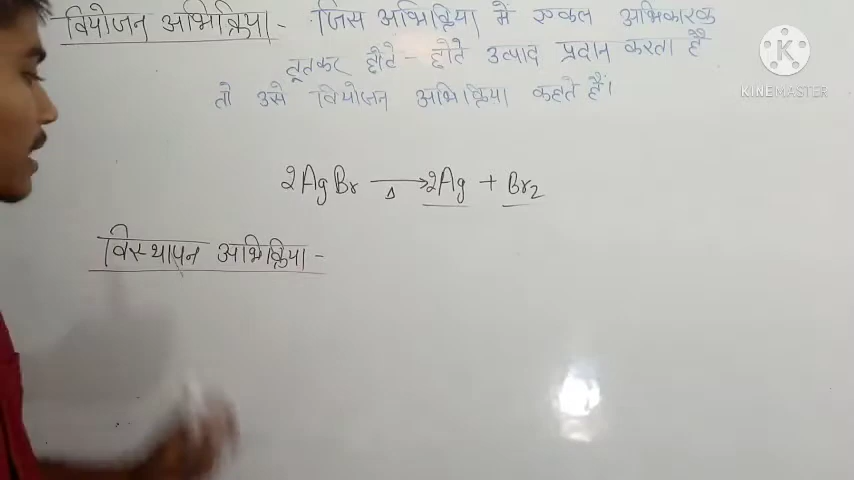 वियोजन अभिक्रिया - जिस अभिक्रिया में एकल अभिकारक
टूटकर छोटे - छोटे उत्पाद प्रदान करता है
तो उसे वियोजन अभिक्रिया कहते हैं।
K
KINEMASTER
2AgBr →Δ 2Ag + Br₂
विस्थापन अभिक्रिया -